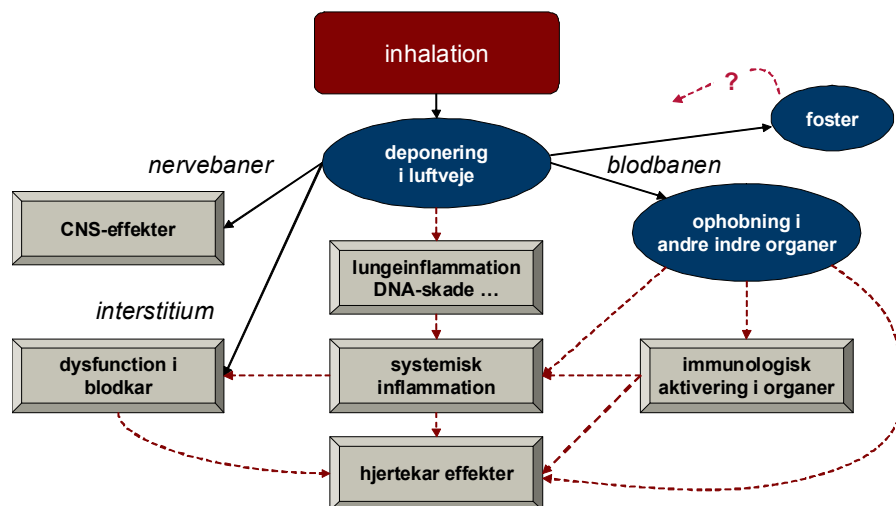 inhalation
?
foster
deponering
i luftveje
nervebaner
blodbanen
CNS-effekter
ophobning i
andre indre organer
lungeinflammation
DNA-skade ...
interstitium
dysfunction i
blodkar
systemisk
inflammation
immunologisk
aktivering i organer
hjertekar effekter